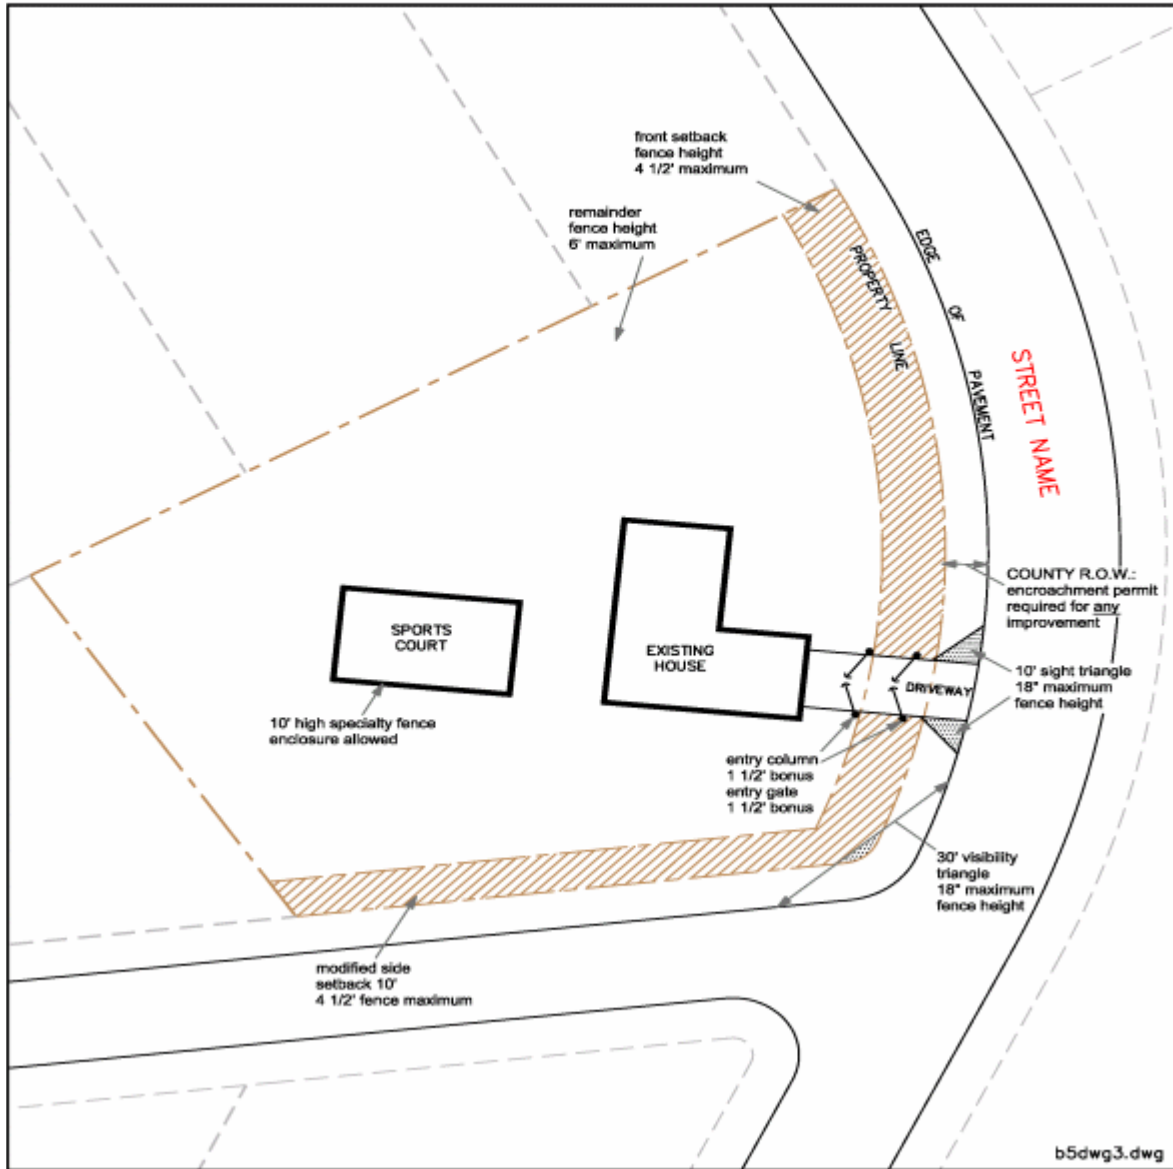 front setback
fence height
4 1/2' maximum
remainder
fence height
6' maximum
EDGE OF PAVEMENT
PROPERTY LINE
STREET NAME
COUNTY R.O.W.:
encroachment permit
required for any
improvement
SPORTS
COURT
EXISTING
HOUSE
DRIVEWAY
10' sight triangle
18" maximum
fence height
10' high specialty fence
enclosure allowed
entry column
1 1/2' bonus
entry gate
1 1/2' bonus
30' visibility
triangle
18" maximum
fence height
modified side
setback 10'
4 1/2' fence maximum
b5dwg3.dwg